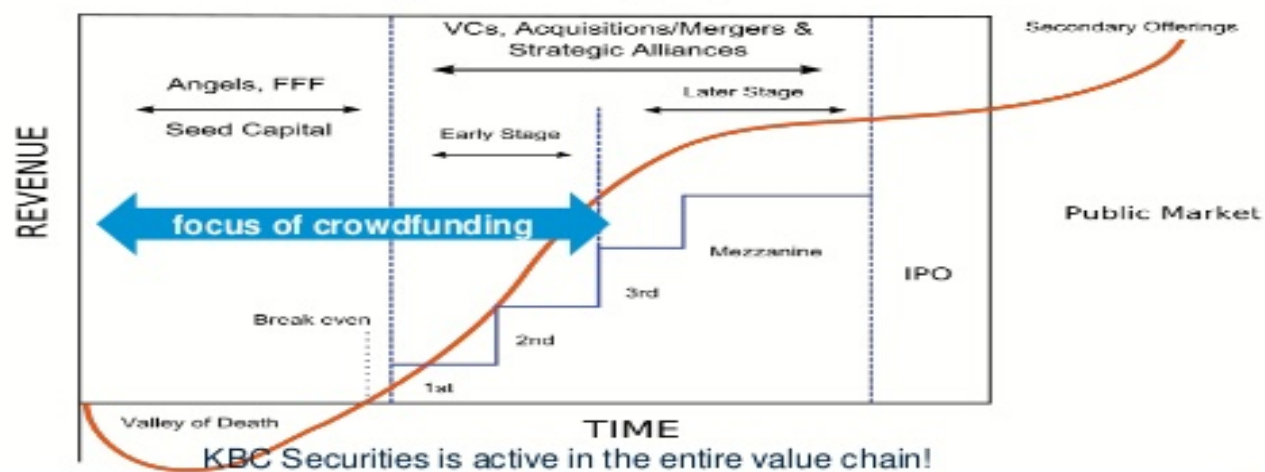 VCs, Acquisitions/Mergers &
Strategic Alliances
Secondary Offerings
Angels, FFF
Seed Capital
Later Stage
Early Stage
REVENUE
focus of crowdfunding
Public Market
Mezzanine
IPO
3rd
Break even
2nd
1st
Valley of Death
TIME
KBC Securities is active in the entire value chain!